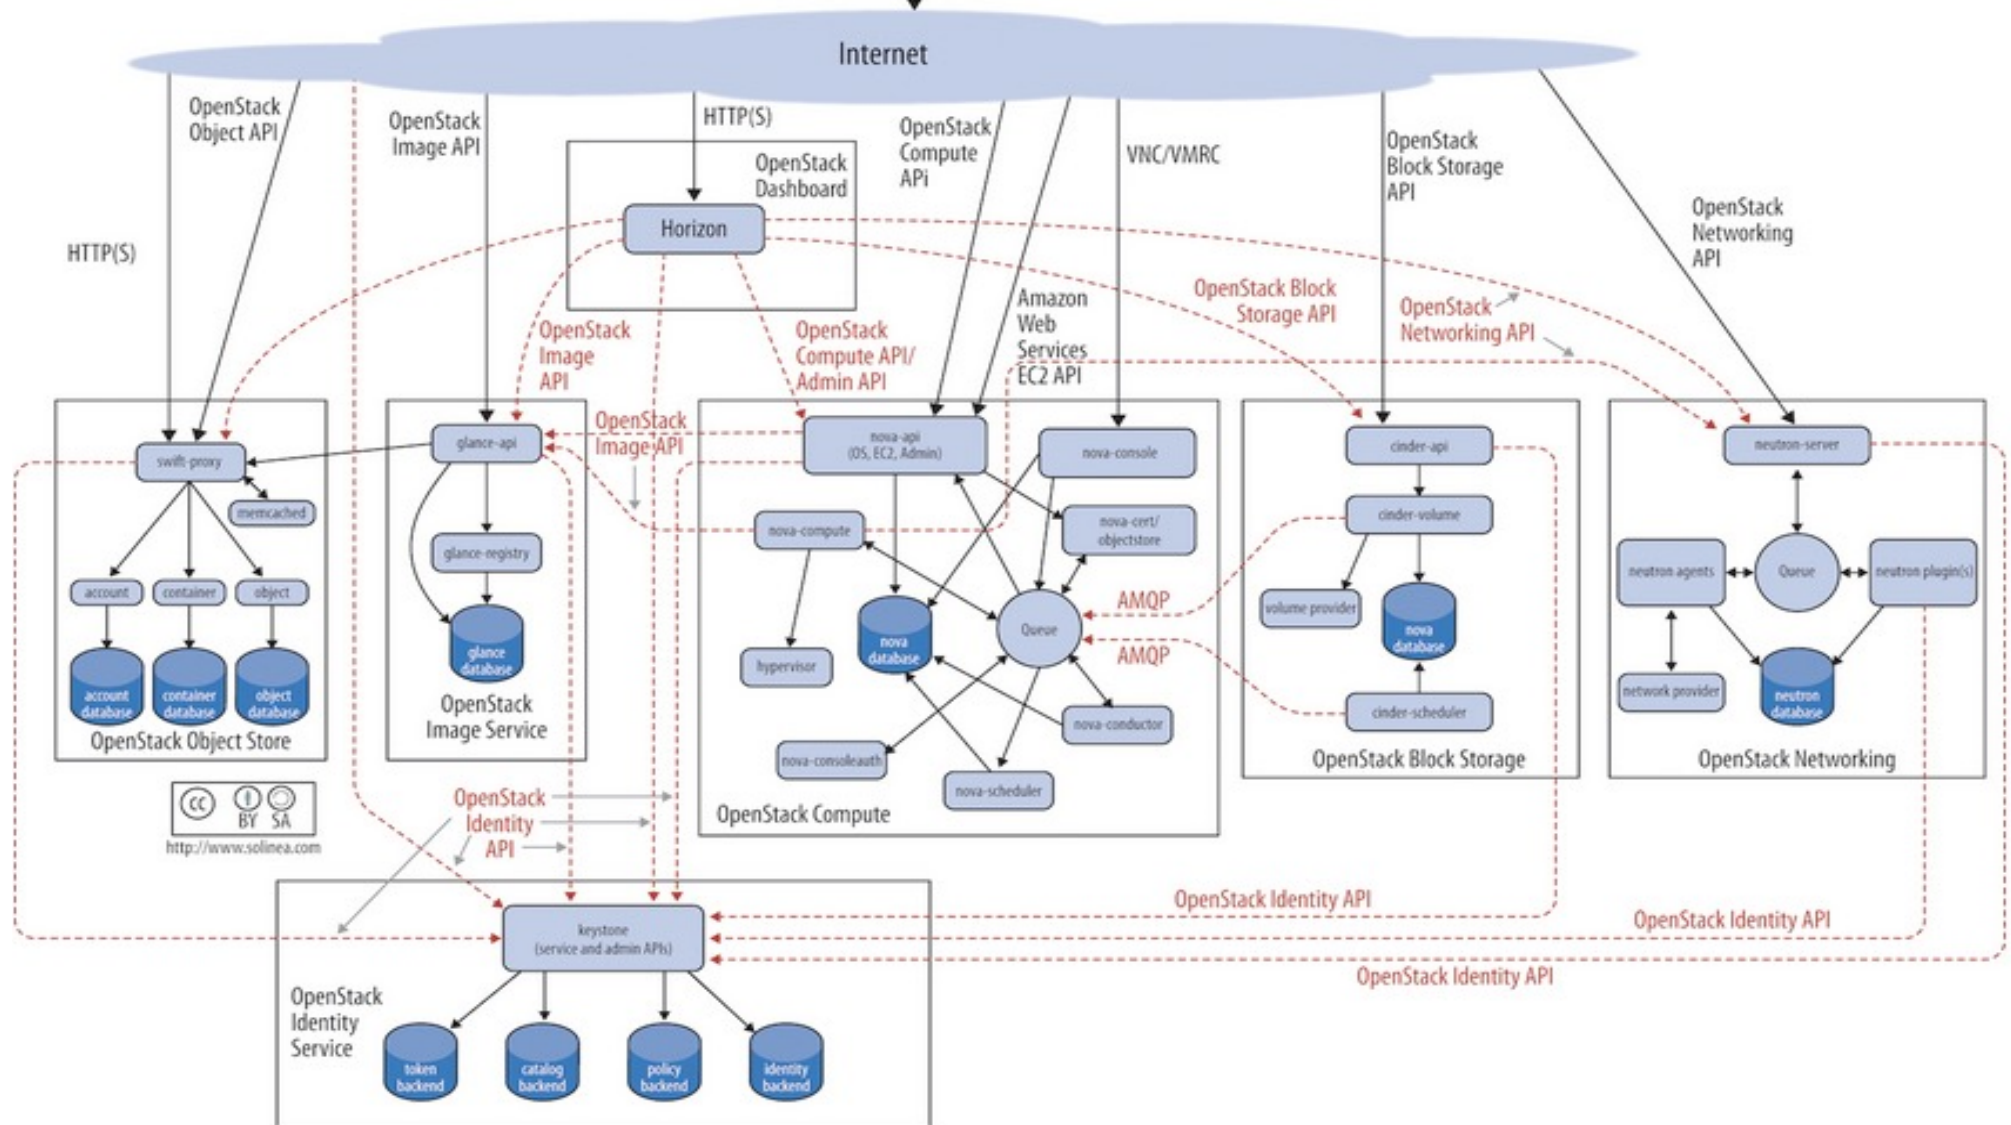 Internet
OpenStack
Object API
OpenStack
Image API
HTTP(S)
OpenStack
Compute
APi
VNC/VMRC
OpenStack
Block Storage
API
OpenStack
Networking
API
HTTP(S)
OpenStack
Dashboard
Horizon
Amazon
Web
Services
EC2 API
OpenStack
Image
API
OpenStack
Compute API/
Admin API
OpenStack Block
Storage API
OpenStack
Networking API
OpenStack
Image API
swift-proxy
memcached
account
container
object
account
database
container
database
object
database
OpenStack Object Store
glance-api
glance-registry
glance
database
OpenStack
Image Service
nova-api
(OS, EC2, Admin)
nova-console
nova-compute
nova-cert/
objectstore
hypervisor
nova
database
Queue
nova-conductor
nova-consoleauth
nova-scheduler
OpenStack Compute
AMQP
AMQP
cinder-api
cinder-volume
volume provider
nova
database
cinder-scheduler
OpenStack Block Storage
neutron-server
neutron agents
Queue
neutron plugin(s)
network provider
neutron
database
OpenStack Networking
CC
BY SA
http://www.solinea.com
OpenStack
Identity
API
OpenStack Identity API
OpenStack Identity API
OpenStack Identity API
keystone
(service and admin APIs)
OpenStack
Identity
Service
token
backend
catalog
backend
policy
backend
identity
backend